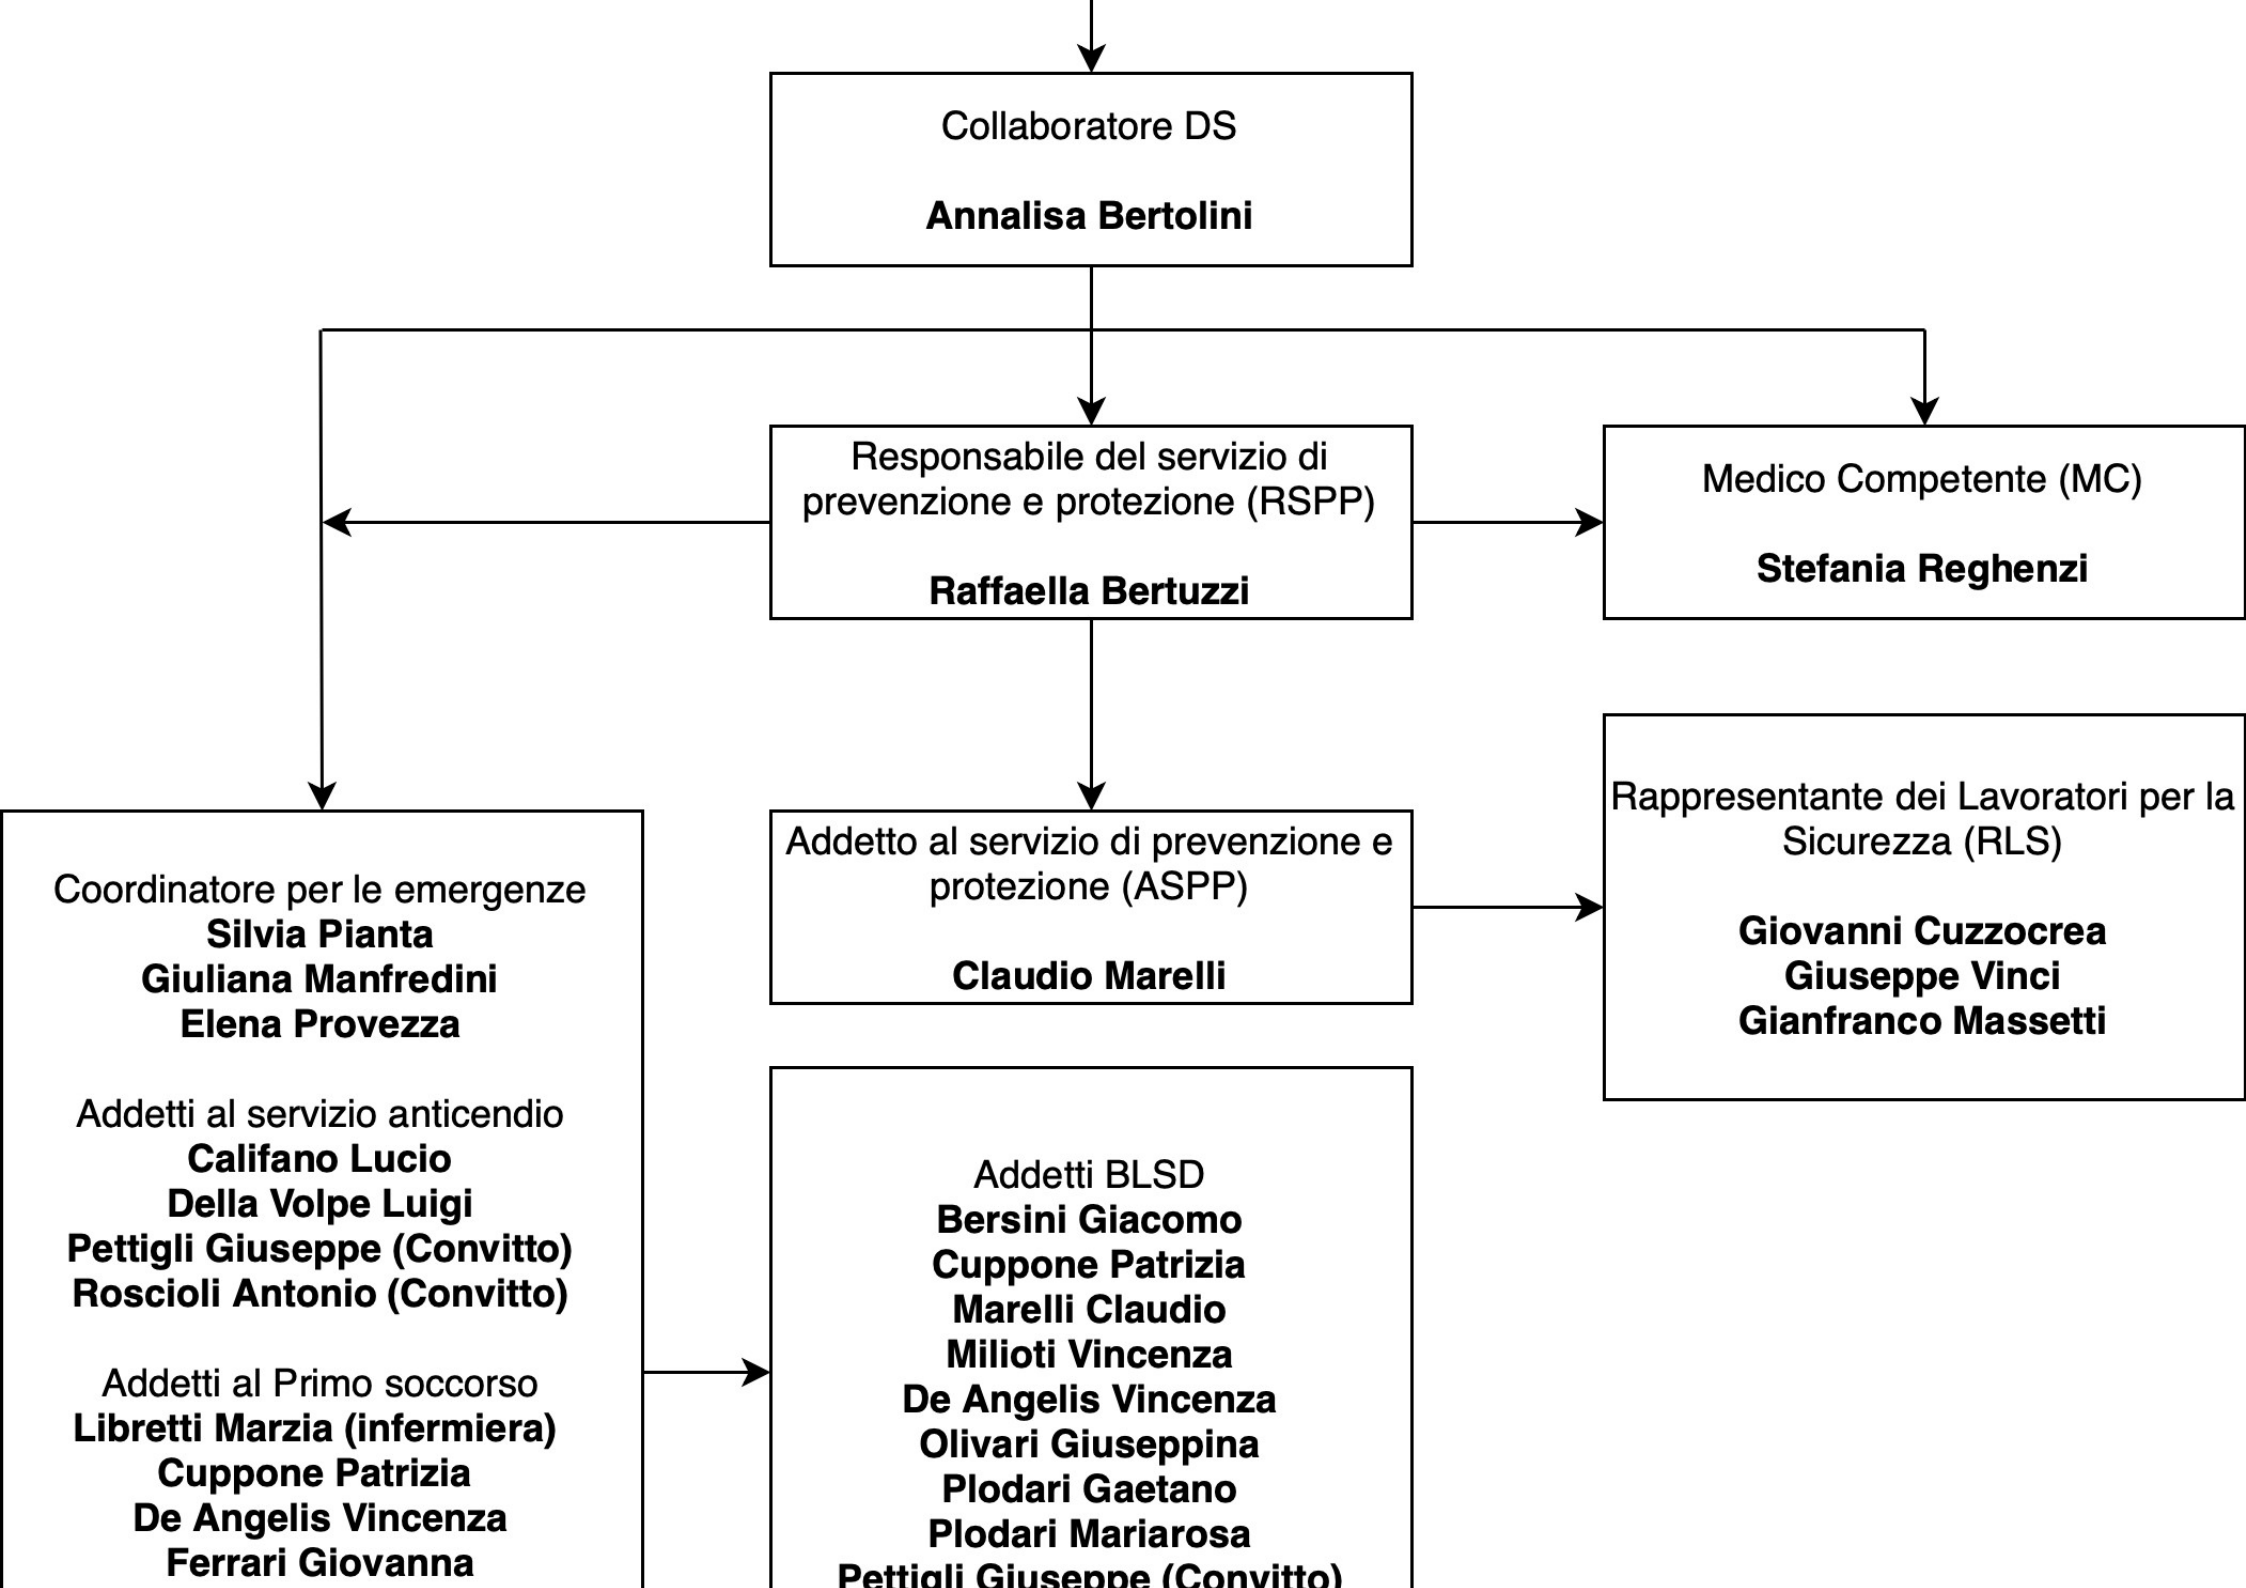 Collaboratore DS
Annalisa Bertolini
Responsabile del servizio di
prevenzione e protezione (RSPP)
Raffaella Bertuzzi
Medico Competente (MC)
Stefania Reghenzi
Coordinatore per le emergenze
Silvia Pianta
Giuliana Manfredini
Elena Provezza
Addetti al servizio anticendio
Califano Lucio
Della Volpe Luigi
Pettigli Giuseppe (Convitto)
Roscioli Antonio (Convitto)
Addetti al Primo soccorso
Libretti Marzia (infermiera)
Cuppone Patrizia
De Angelis Vincenza
Ferrari Giovanna
Addetto al servizio di prevenzione e
protezione (ASPP)
Claudio Marelli
Addetti BLSD
Bersini Giacomo
Cuppone Patrizia
Marelli Claudio
Milioti Vincenza
De Angelis Vincenza
Olivari Giuseppina
Plodari Gaetano
Plodari Mariarosa
Pettigli Giuseppe (Convitto)
Rappresentante dei Lavoratori per la
Sicurezza (RLS)
Giovanni Cuzzocrea
Giuseppe Vinci
Gianfranco Massetti